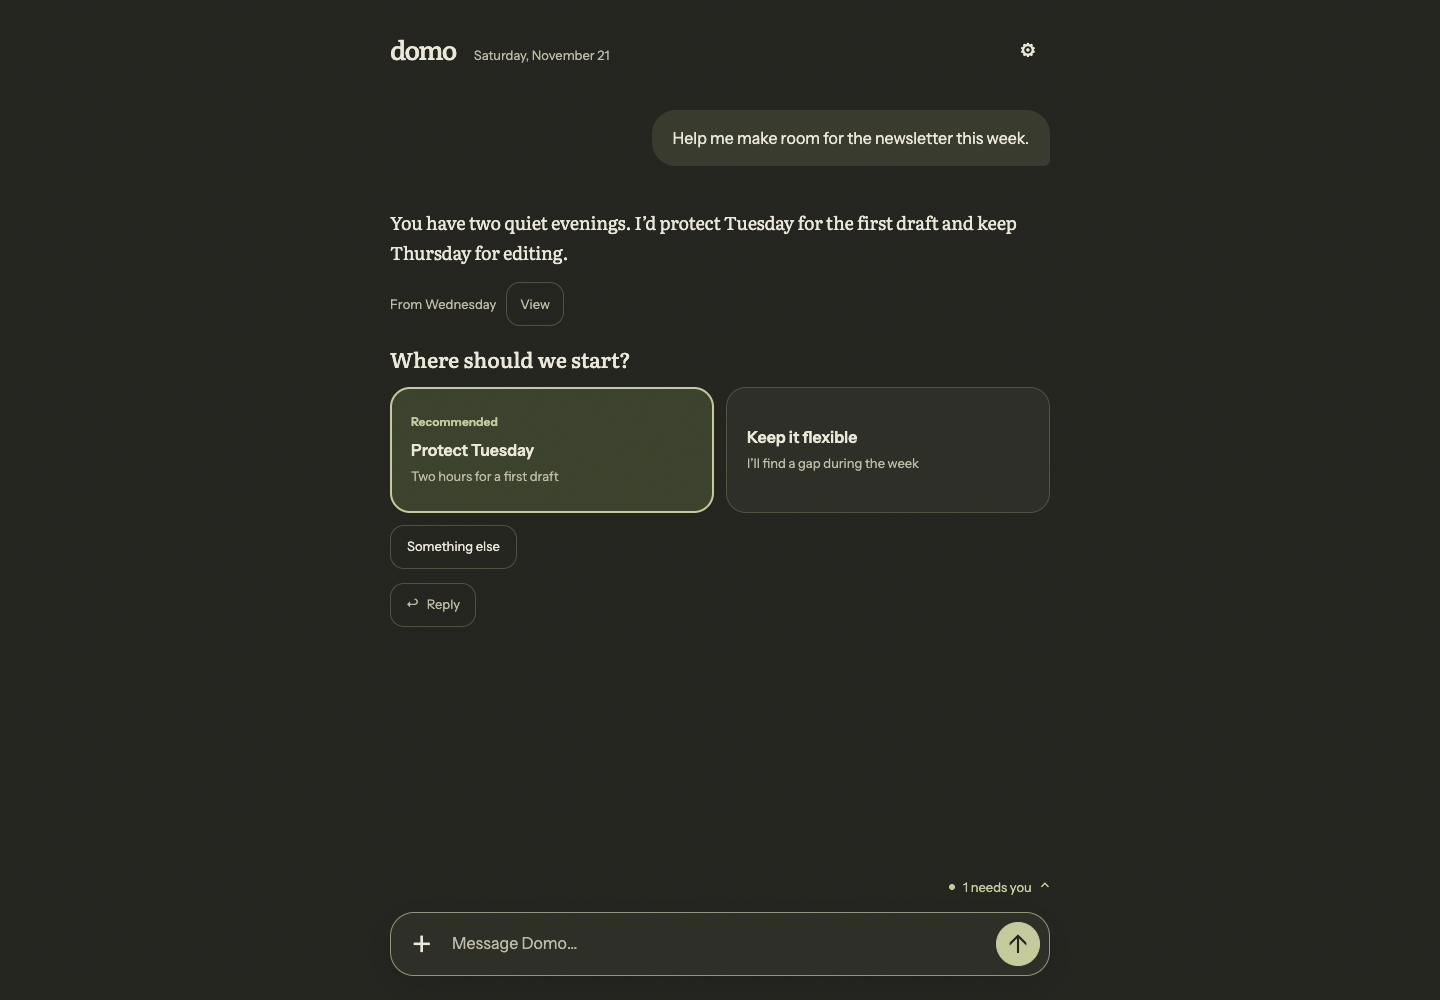 domo Saturday, November 21
Help me make room for the newsletter this week.
You have two quiet evenings. I’d protect Tuesday for the first draft and keep
Thursday for editing.
From Wednesday View
Where should we start?
Recommended
Protect Tuesday
Two hours for a first draft
Keep it flexible
I’ll find a gap during the week
Something else
Reply
1 needs you
Message Domo…